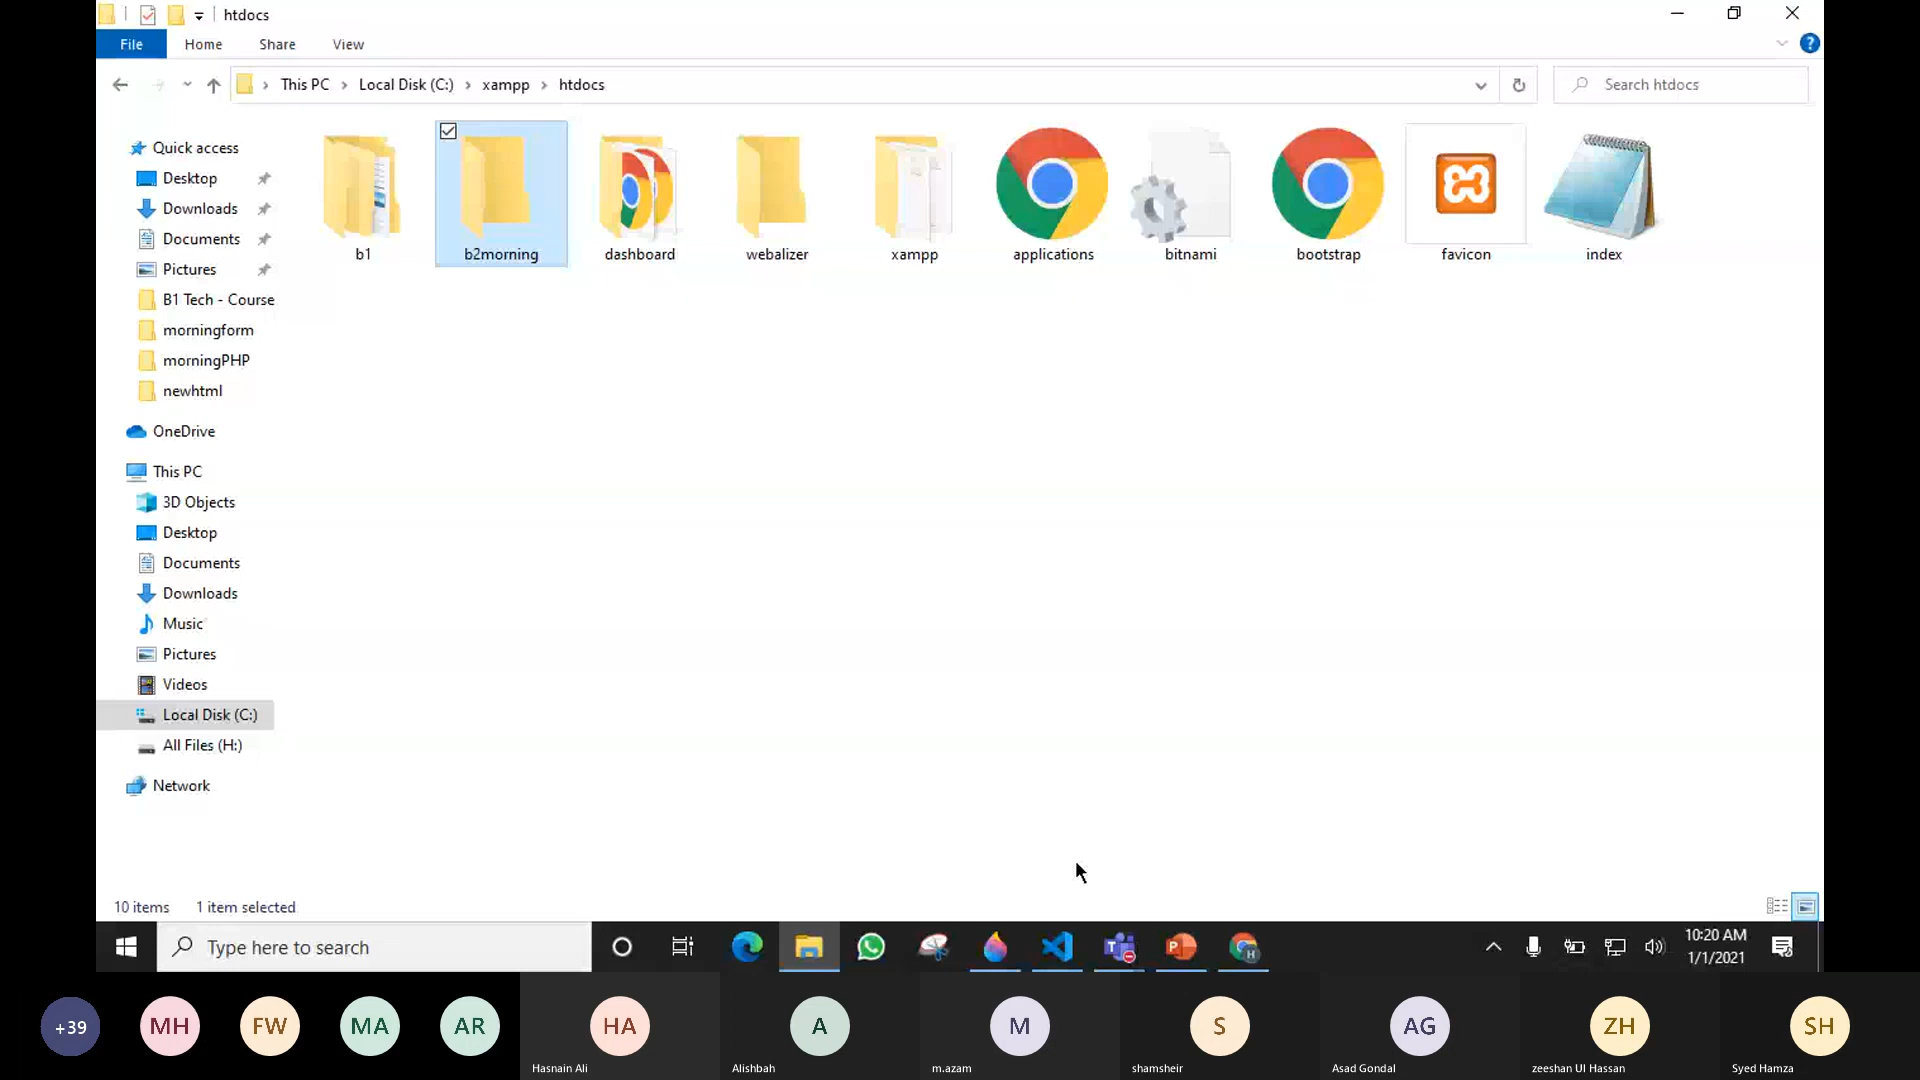 htdocs
File
Home
Share
View
This PC
Local Disk (C:)
xampp
htdocs
Search htdocs
Quick access
Desktop
Downloads
Documents
Pictures
B1 Tech - Course
morningform
morningPHP
newhtml
OneDrive
This PC
3D Objects
Desktop
Documents
Downloads
Music
Pictures
Videos
Local Disk (C:)
All Files (H:)
Network
b1
b2morning
dashboard
webalizer
xampp
applications
bitnami
bootstrap
favicon
index
10 items
1 item selected
Type here to search
10:20 AM
1/1/2021
+39
MH
FW
MA
AR
HA
A
M
S
AG
ZH
SH
Hasnain Ali
Alishbah
m.azam
shamsheir
Asad Gondal
zeeshan Ul Hassan
Syed Hamza